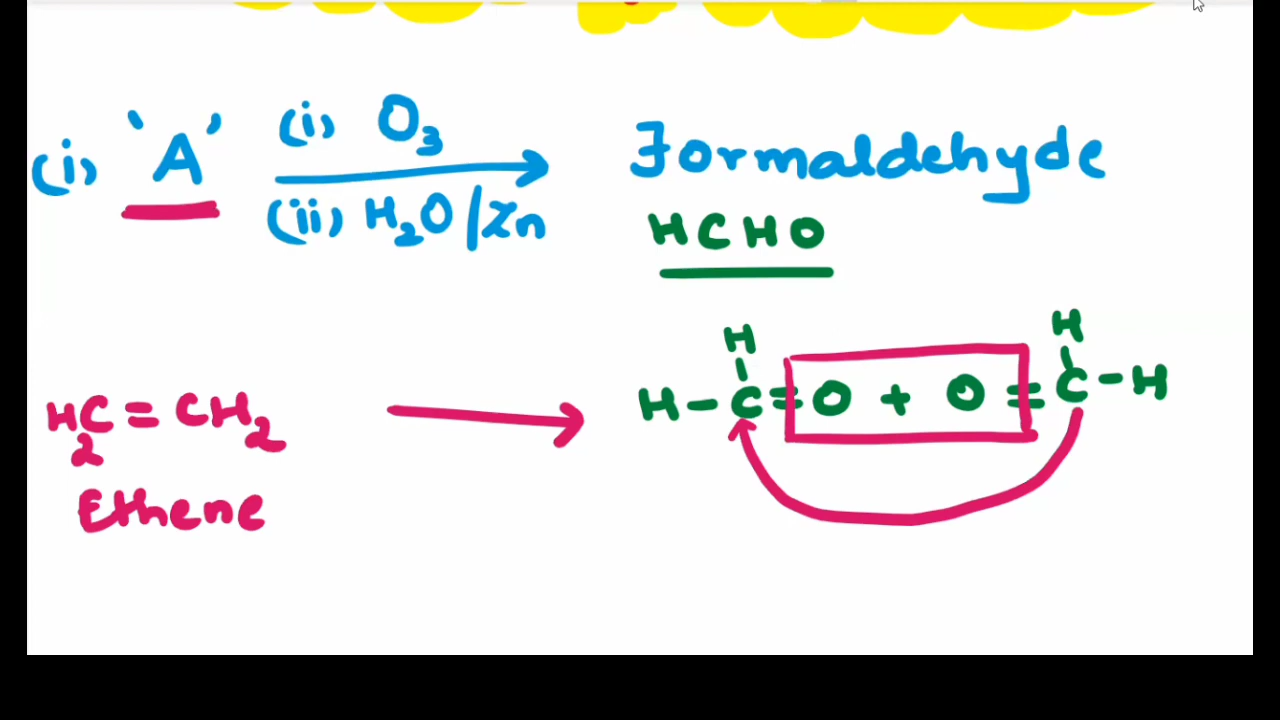 (i) 'A' (i) O3 Formaldehyde
(ii) H2O/Zn
HCHO
H H
H-C=O + O=C-H
H2C=CH2
Ethene